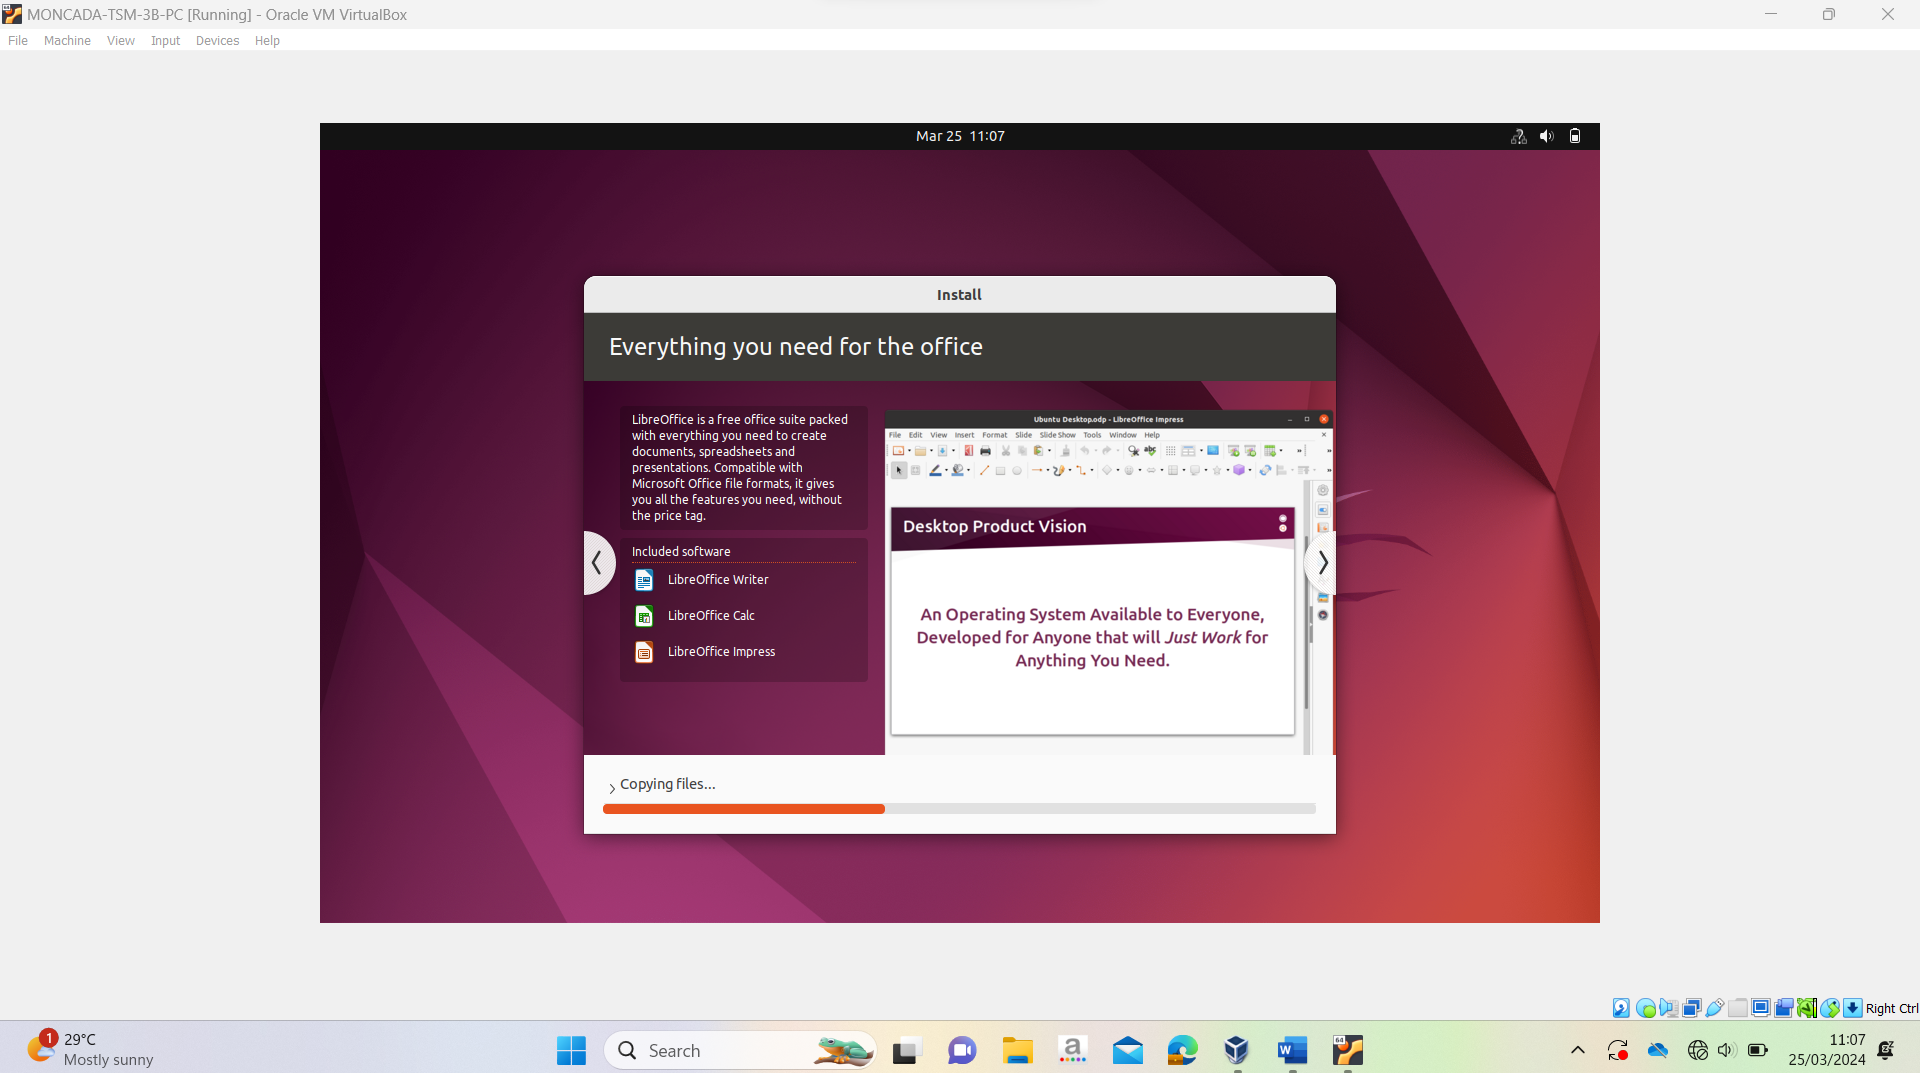 MONCADA-TSM-3B-PC [Running] - Oracle VM VirtualBox
File Machine View Input Devices Help
Mar 25 11:07
Install
Everything you need for the office
LibreOffice is a free office suite packed
with everything you need to create
documents, spreadsheets and
presentations. Compatible with
Microsoft Office file formats, it gives
you all the features you need, without
the price tag.
Included software
LibreOffice Writer
LibreOffice Calc
LibreOffice Impress
Ubuntu Desktop.odp - LibreOffice Impress
File Edit View Insert Format Slide Slide Show Tools Window Help
Desktop Product Vision
An Operating System Available to Everyone,
Developed for Anyone that will Just Work for
Anything You Need.
Copying files...
Right Ctrl
1
29°C
Mostly sunny
Search
11:07
25/03/2024